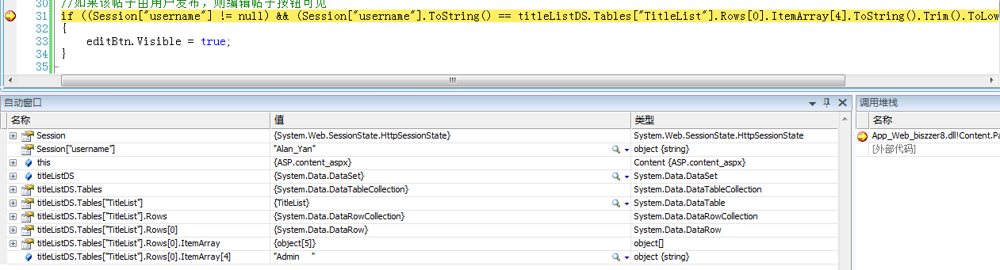 30 //如果该帖子由用户发布，则编辑帖子按钮可见
31 if ((Session["username"] != null) && (Session["username"].ToString() == titleListDS.Tables["TitleList"].Rows[0].ItemArray[4].ToString().Trim().ToLow
32 {
33 editBtn.Visible = true;
34 }
35
自动窗口
名称 值 类型
Session {System.Web.SessionState.HttpSessionState} System.Web.SessionState.HttpSessionState
Session["username"] "Alan_Yan" object {string}
this {ASP.content_aspx} Content {ASP.content_aspx}
titleListDS {System.Data.DataSet} System.Data.DataSet
titleListDS.Tables {System.Data.DataTableCollection} System.Data.DataTableCollection
titleListDS.Tables["TitleList"] {TitleList} System.Data.DataTable
titleListDS.Tables["TitleList"].Rows {System.Data.DataRowCollection} System.Data.DataRowCollection
titleListDS.Tables["TitleList"].Rows[0] {System.Data.DataRow} System.Data.DataRow
titleListDS.Tables["TitleList"].Rows[0].ItemArray {object[5]} object[]
titleListDS.Tables["TitleList"].Rows[0].ItemArray[4] "Admin     " object {string}
调用堆栈
名称
App_Web_biszzer8.dll!Content.Pa
[外部代码]